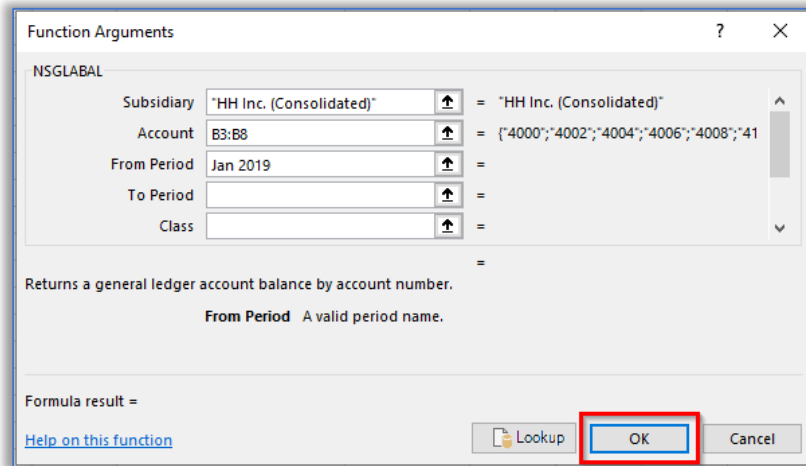 Function Arguments ? ×
NSGLABAL
Subsidiary "HH Inc. (Consolidated)" = "HH Inc. (Consolidated)"
Account B3:B8 = {"4000";"4002";"4004";"4006";"4008";"41
From Period Jan 2019 =
To Period =
Class =
=
Returns a general ledger account balance by account number.
From Period A valid period name.
Formula result =
Help on this function Lookup OK Cancel